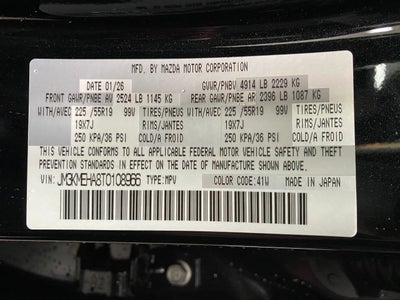 MFD. BY MAZDA MOTOR CORPORATION
DATE 01/26 GVWR/PNBV 4914 LB 2229 KG
FRONT GAWR/PNBE AV 2524 LB 1145 KG REAR GAWR/PNBE AR 2396 LB 1087 KG
WITH/AVEC 225 /55R19 99W TIRES/PNEUS WITH/AVEC 225 /55R19 99W TIRES/PNEUS
19X7J RIMS/JANTES 19X7J RIMS/JANTES
250 KPA/36 PSI COLD/A FROID 250 KPA/36 PSI COLD/A FROID
THIS VEHICLE CONFORMS TO ALL APPLICABLE FEDERAL MOTOR VEHICLE SAFETY AND THEFT
PREVENTION STANDARDS IN EFFECT ON THE DATE OF MANUFACTURE SHOWN ABOVE.
VIN: JM3KMEHA8T0108966 TYPE: MPV COLOR CODE: 41W MADE IN JAPAN